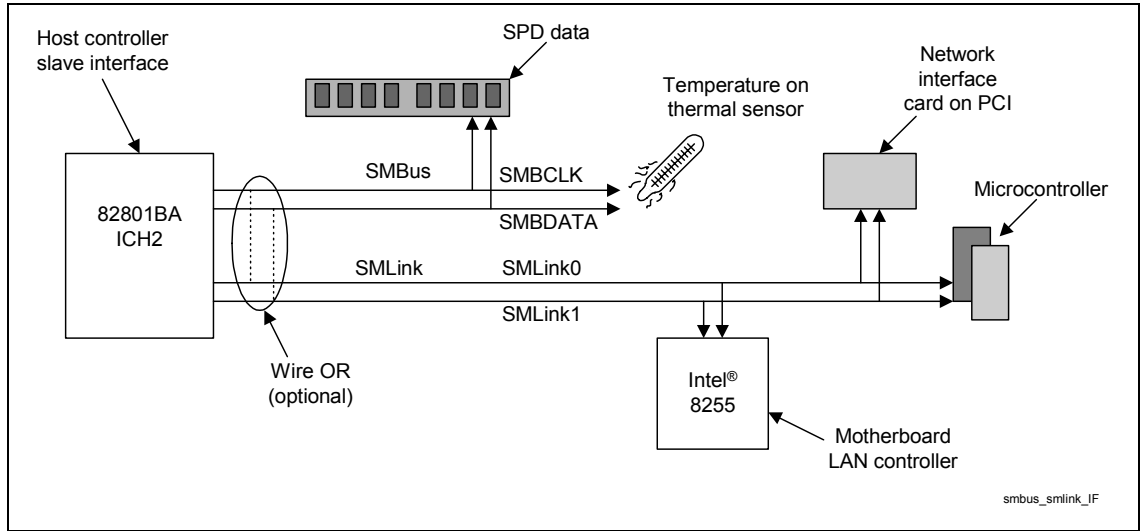 Host controller
slave interface
SPD data
Temperature on
thermal sensor
Network
interface
card on PCI
Microcontroller
82801BA
ICH2
SMBus
SMBCLK
SMBDATA
SMLink
SMLink0
SMLink1
Wire OR
(optional)
Intel®
8255
Motherboard
LAN controller
smbus_smlink_IF